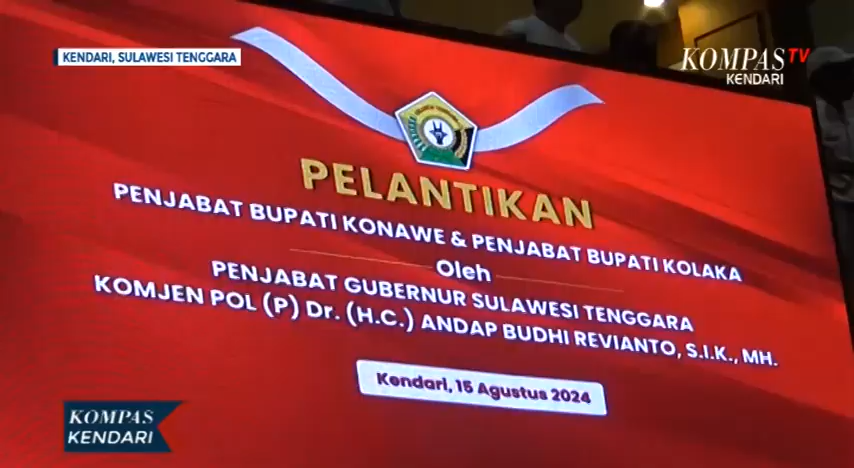 KENDARI, SULAWESI TENGGARA
KOMPAS TV
KENDARI
PELANTIKAN
PENJABAT BUPATI KONAWE & PENJABAT BUPATI KOLAKA
Oleh
PENJABAT GUBERNUR SULAWESI TENGGARA
KOMJEN POL (P) Dr. (H.C.) ANDAP BUDHI REVIANTO, S.I.K., MH.
Kendari, 15 Agustus 2024
KOMPAS
KENDARI